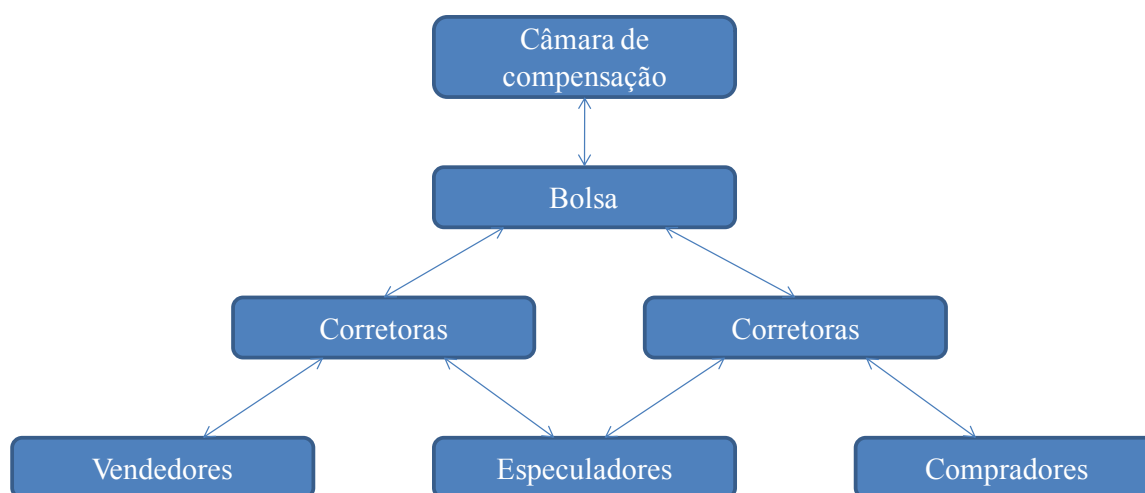 Câmara de
compensação
Bolsa
Corretoras
Corretoras
Vendedores
Especuladores
Compradores